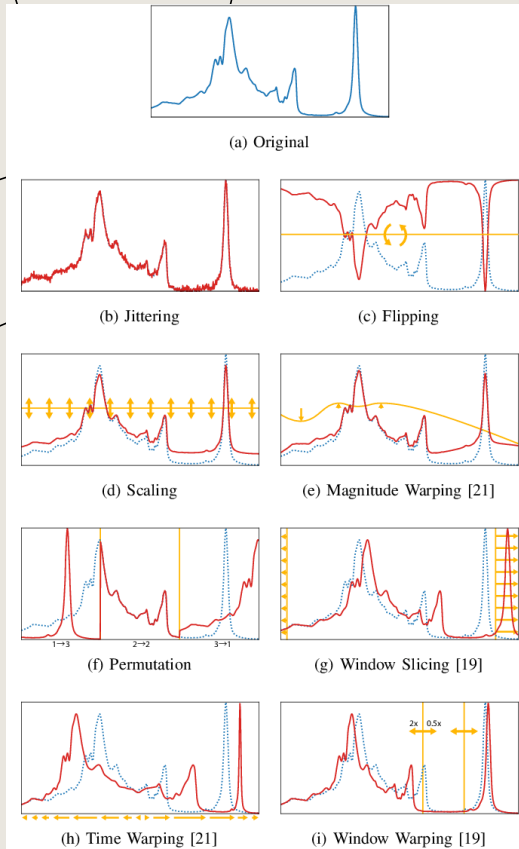 (a) Original
(b) Jittering
(c) Flipping
(d) Scaling
(e) Magnitude Warping [21]
1→3 2→2 3→1
(f) Permutation
(g) Window Slicing [19]
2x 0.5x
(h) Time Warping [21]
(i) Window Warping [19]